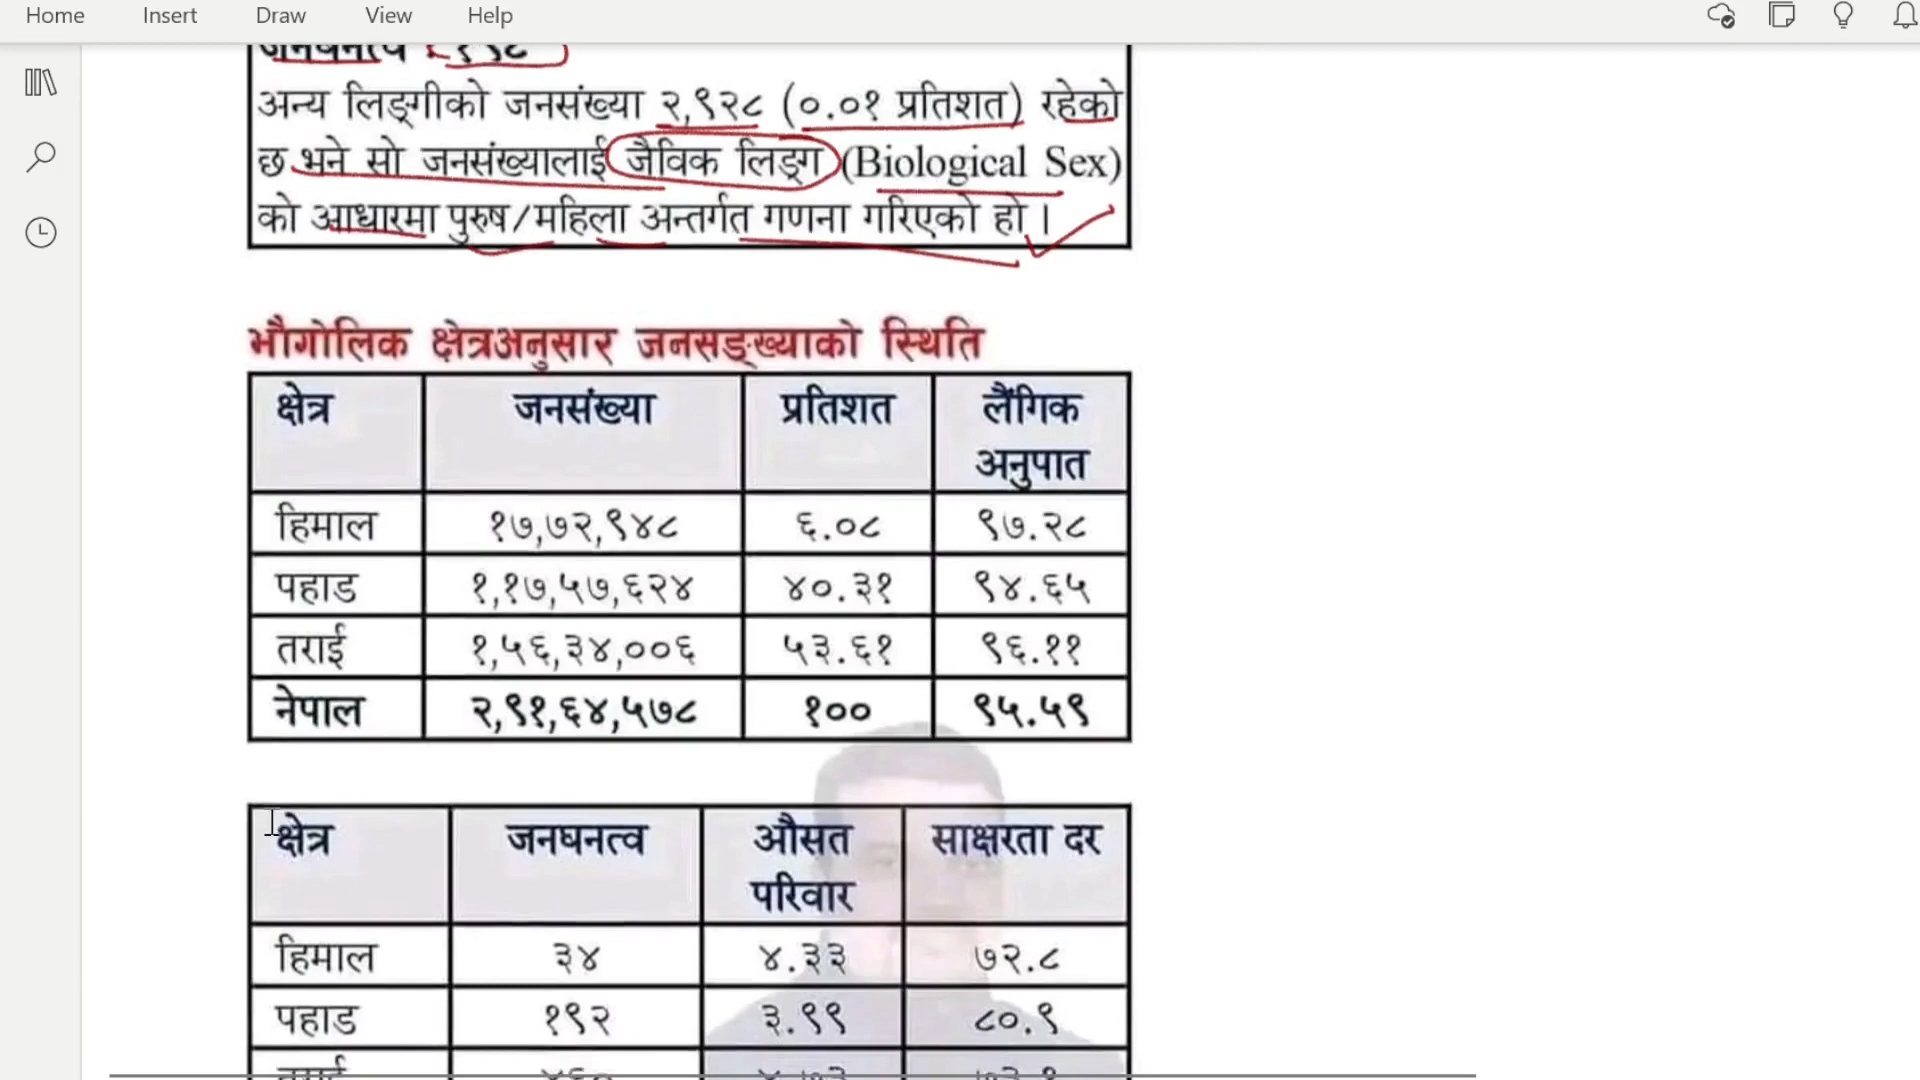 Home Insert Draw View Help
जनघनत्व
अन्य लिङ्गीको जनसंख्या २,९२८ (०.०१ प्रतिशत) रहेको
छ भने सो जनसंख्यालाई जैविक लिङ्ग (Biological Sex)
को आधारमा पुरुष/महिला अन्तर्गत गणना गरिएको हो ।
भौगोलिक क्षेत्रअनुसार जनसङ्ख्याको स्थिति
क्षेत्र जनसंख्या प्रतिशत लैंगिक
अनुपात
हिमाल १७,७२,९४८ ६.०८ ९७.२८
पहाड १,१७,५७,६२४ ४०.३१ ९४.६५
तराई १,५६,३४,००६ ५३.६१ ९६.११
नेपाल २,९१,६४,५७८ १०० ९५.५९
क्षेत्र जनघनत्व औसत साक्षरता दर
परिवार
हिमाल ३४ ४.३३ ७२.८
पहाड १९२ ३.९९ ८०.९
तराई